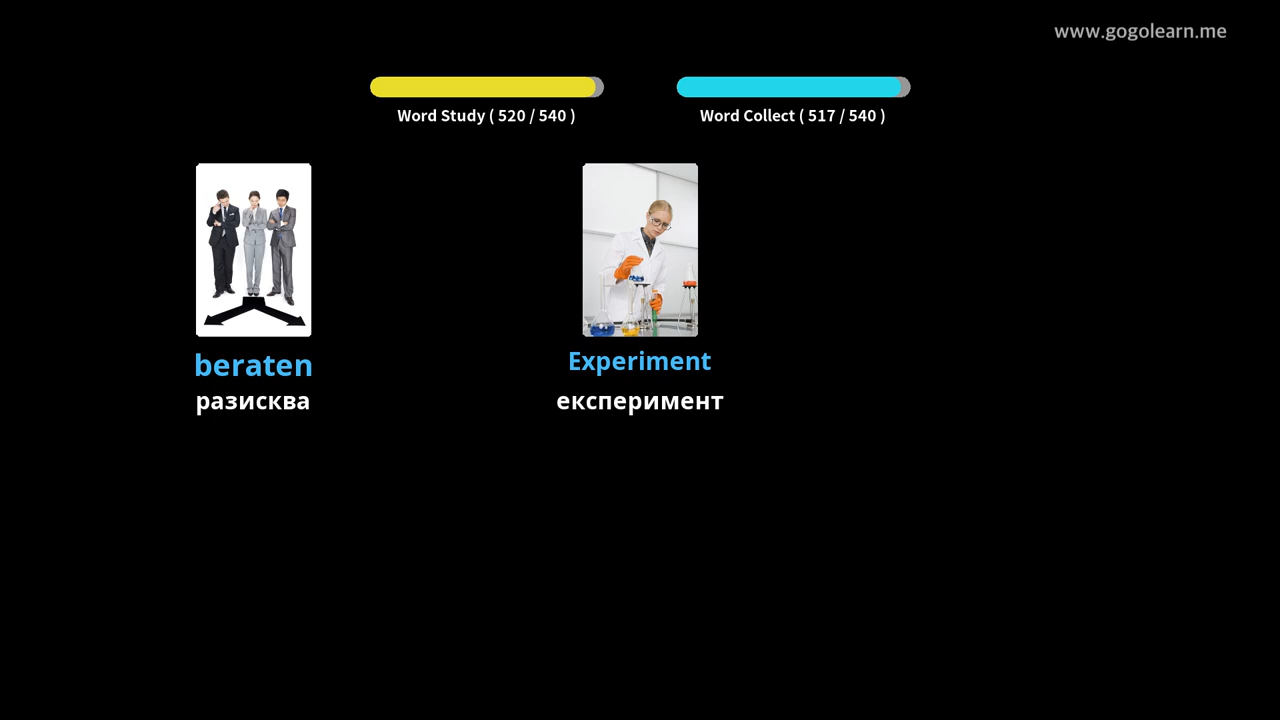 www.gogolearn.me
Word Study ( 520 / 540 )
Word Collect ( 517 / 540 )
beraten
разисква
Experiment
експеримент